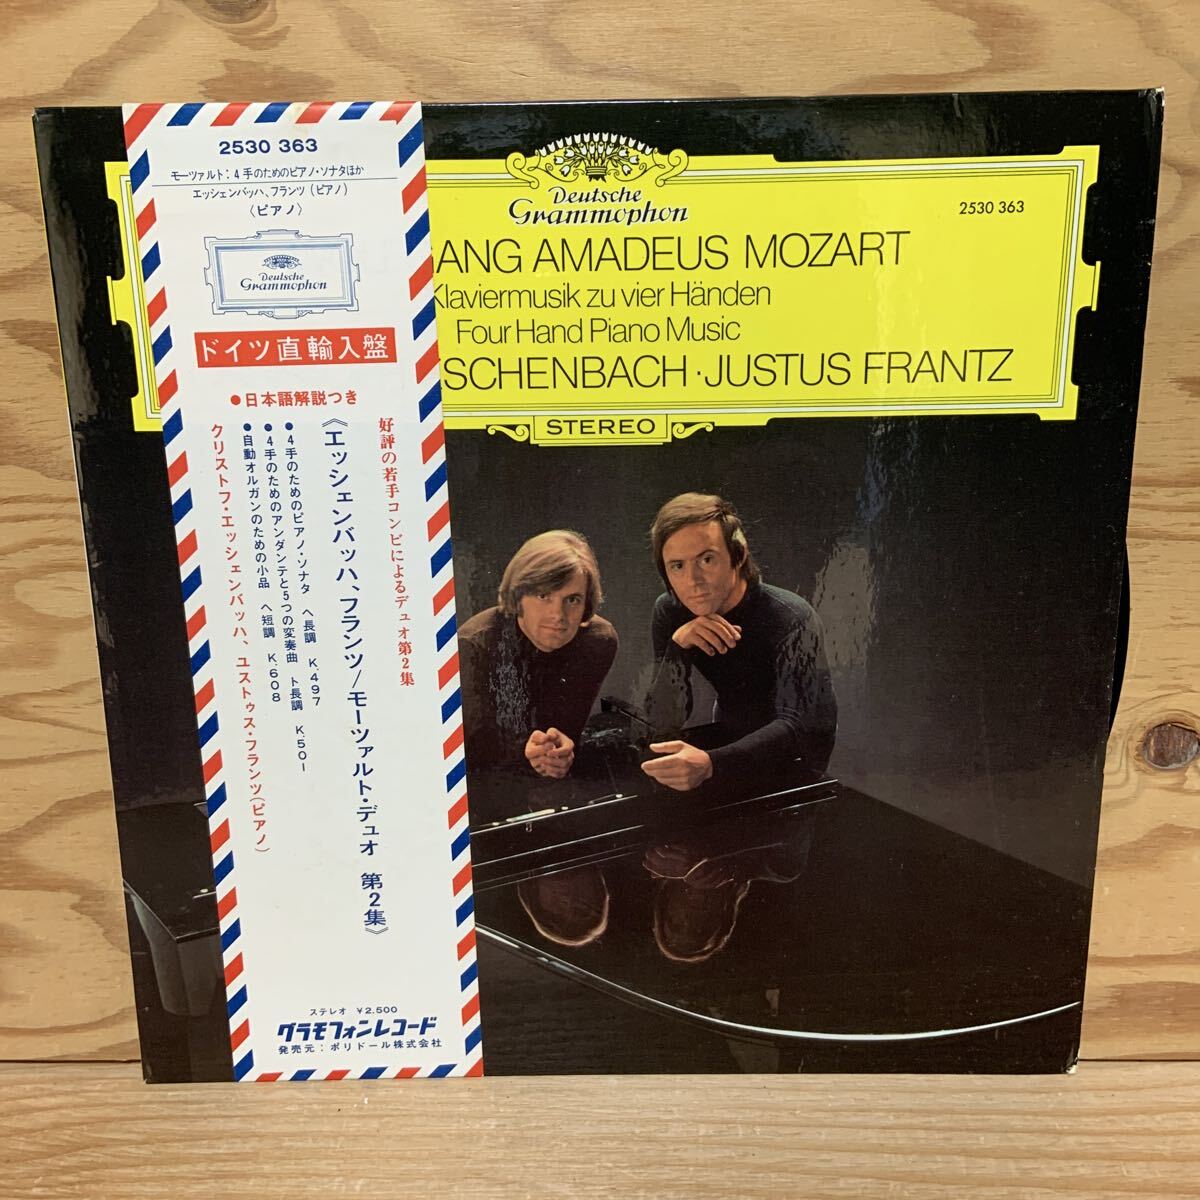 2530 363
モーツァルト：4手のためのピアノ・ソナタほか
エッシェンバッハ、フランツ（ピアノ）
〈ピアノ〉
Deutsche
Grammophon
ドイツ直輸入盤
●日本語解説つき
好評の若手コンビによるデュオ第2集
《エッシェンバッハ、フランツ/モーツァルト・デュオ 第2集》
●4手のためのピアノ・ソナタ ヘ長調 K.497
●4手のためのアンダンテと5つの変奏曲 ト長調 K.501
●自動オルガンのための小品 ヘ短調 K.608
クリストフ・エッシェンバッハ、ユストゥス・フランツ（ピアノ）
ステレオ ¥2,500
グラモフォンレコード
発売元：ポリドール株式会社
Deutsche
Grammophon
2530 363
GANG AMADEUS MOZART
Klaviermusik zu vier Händen
Four Hand Piano Music
SCHENBACH · JUSTUS FRANTZ
STEREO